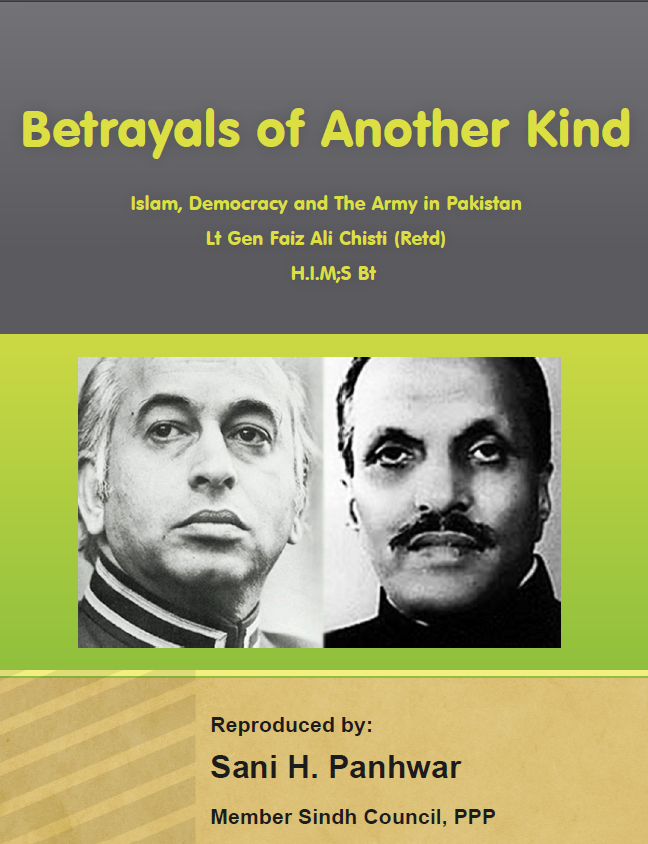 Betrayals of Another Kind
Islam, Democracy and The Army in Pakistan
Lt Gen Faiz Ali Chisti (Retd)
H.I.M;S Bt
Reproduced by:
Sani H. Panhwar
Member Sindh Council, PPP